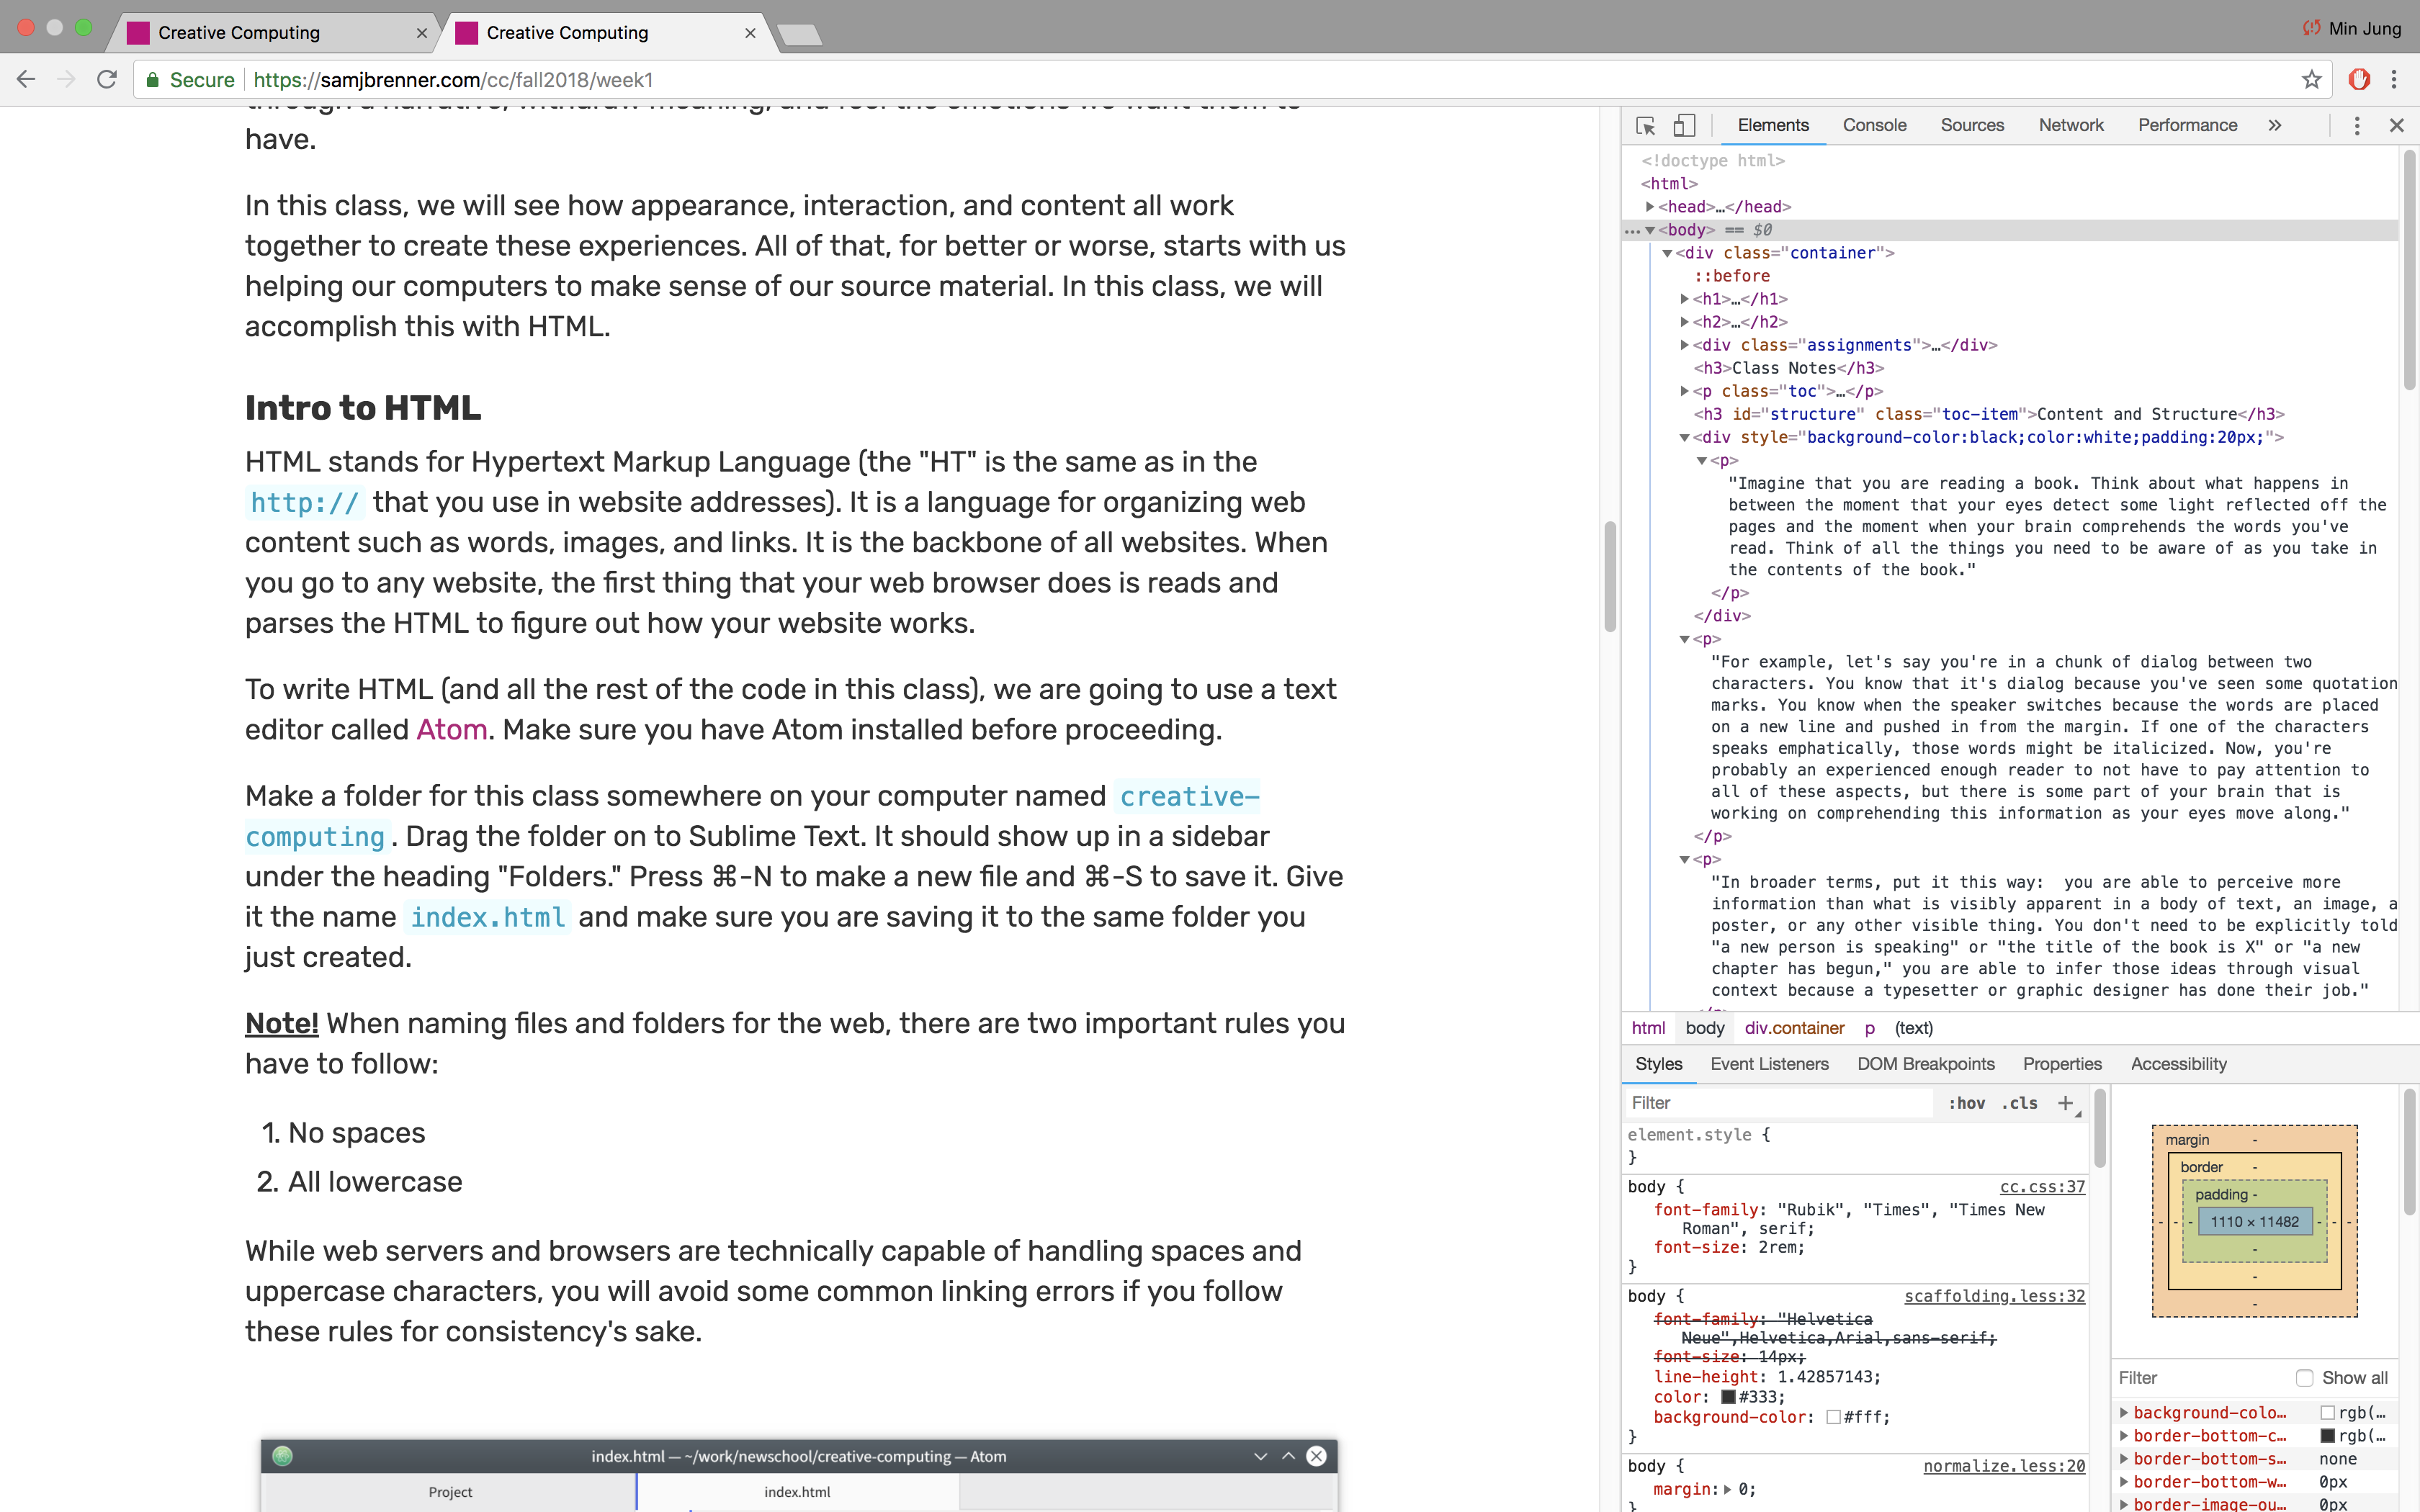 Creative Computing
Creative Computing
Min Jung
Secure https://samjbrenner.com/cc/fall2018/week1
through a narrative, withdraw meaning, and feel the emotions we want them to
have.
In this class, we will see how appearance, interaction, and content all work
together to create these experiences. All of that, for better or worse, starts with us
helping our computers to make sense of our source material. In this class, we will
accomplish this with HTML.
Intro to HTML
HTML stands for Hypertext Markup Language (the "HT" is the same as in the
http:// that you use in website addresses). It is a language for organizing web
content such as words, images, and links. It is the backbone of all websites. When
you go to any website, the first thing that your web browser does is reads and
parses the HTML to figure out how your website works.
To write HTML (and all the rest of the code in this class), we are going to use a text
editor called Atom. Make sure you have Atom installed before proceeding.
Make a folder for this class somewhere on your computer named creative-
computing. Drag the folder on to Sublime Text. It should show up in a sidebar
under the heading "Folders." Press ⌘-N to make a new file and ⌘-S to save it. Give
it the name index.html and make sure you are saving it to the same folder you
just created.
Note! When naming files and folders for the web, there are two important rules you
have to follow:
1. No spaces
2. All lowercase
While web servers and browsers are technically capable of handling spaces and
uppercase characters, you will avoid some common linking errors if you follow
these rules for consistency's sake.
index.html — ~/work/newschool/creative-computing — Atom
Project index.html
Elements Console Sources Network Performance »
<!doctype html>
<html>
<head>…</head>
… <body> == $0
<div class="container">
::before
<h1>…</h1>
<h2>…</h2>
<div class="assignments">…</div>
<h3>Class Notes</h3>
<p class="toc">…</p>
<h3 id="structure" class="toc-item">Content and Structure</h3>
<div style="background-color:black;color:white;padding:20px;">
<p>
"Imagine that you are reading a book. Think about what happens in
between the moment that your eyes detect some light reflected off the
pages and the moment when your brain comprehends the words you've
read. Think of all the things you need to be aware of as you take in
the contents of the book."
</p>
</div>
<p>
"For example, let's say you're in a chunk of dialog between two
characters. You know that it's dialog because you've seen some quotation
marks. You know when the speaker switches because the words are placed
on a new line and pushed in from the margin. If one of the characters
speaks emphatically, those words might be italicized. Now, you're
probably an experienced enough reader to not have to pay attention to
all of these aspects, but there is some part of your brain that is
working on comprehending this information as your eyes move along."
</p>
<p>
"In broader terms, put it this way:  you are able to perceive more
information than what is visibly apparent in a body of text, an image, a
poster, or any other visible thing. You don't need to be explicitly told
"a new person is speaking" or "the title of the book is X" or "a new
chapter has begun," you are able to infer those ideas through visual
context because a typesetter or graphic designer has done their job."
html body div.container p (text)
Styles Event Listeners DOM Breakpoints Properties Accessibility
Filter :hov .cls +
element.style {
}
body { cc.css:37
font-family: "Rubik", "Times", "Times New
Roman", serif;
font-size: 2rem;
}
body { scaffolding.less:32
font-family: "Helvetica
Neue",Helvetica,Arial,sans-serif;
font-size: 14px;
line-height: 1.42857143;
color: #333;
background-color: #fff;
}
body { normalize.less:20
margin: 0;
}
margin -
border -
padding -
- - - 1110 × 11482 - - -
-
-
-
Filter Show all
background-colo… rgb(…
border-bottom-c… rgb(…
border-bottom-s… none
border-bottom-w… 0px
border-image-ou… 0px